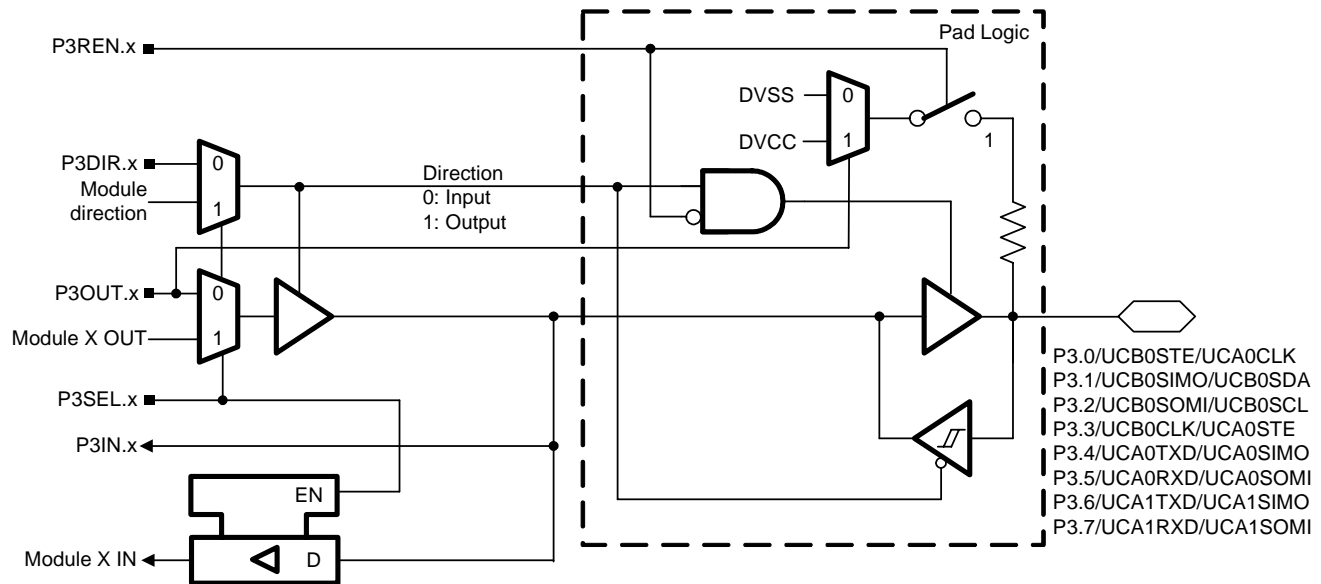 Pad Logic
P3REN.x
DVSS
0
DVCC
1
1
P3DIR.x
0
Module
direction
1
Direction
0: Input
1: Output
P3OUT.x
0
Module X OUT
1
P3SEL.x
P3IN.x
EN
Module X IN
D
P3.0/UCB0STE/UCA0CLK
P3.1/UCB0SIMO/UCB0SDA
P3.2/UCB0SOMI/UCB0SCL
P3.3/UCB0CLK/UCA0STE
P3.4/UCA0TXD/UCA0SIMO
P3.5/UCA0RXD/UCA0SOMI
P3.6/UCA1TXD/UCA1SIMO
P3.7/UCA1RXD/UCA1SOMI